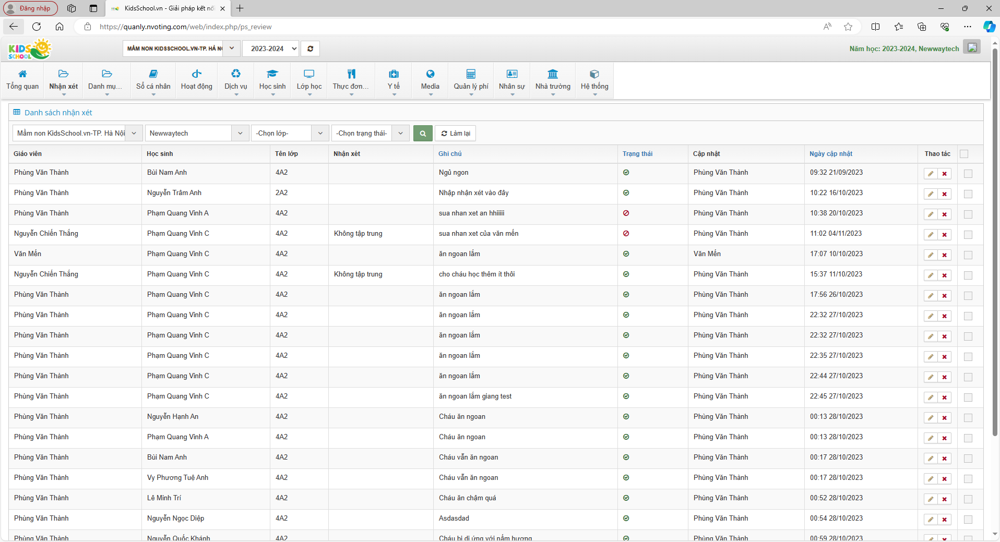 Đăng nhập
KidsSchool.vn - Giải pháp kết nối
https://quanly.nvoting.com/web/index.php/ps_review
KIDS SCHOOL
MẦM NON KIDSSCHOOL.VN-TP. HÀ NỘ
2023-2024
Năm học: 2023-2024, Newwaytech
Tổng quan Nhận xét Danh mụ... Sổ cá nhân Hoạt động Dịch vụ Học sinh Lớp học Thực đơn... Y tế Media Quản lý phí Nhân sự Nhà trường Hệ thống
Danh sách nhận xét
Mầm non KidsSchool.vn-TP. Hà Nội Newwaytech -Chọn lớp- -Chọn trạng thái- Làm lại
Giáo viên Học sinh Tên lớp Nhận xét Ghi chú Trạng thái Cập nhật Ngày cập nhật Thao tác
Phùng Văn Thành Bùi Nam Anh 4A2 Ngủ ngon Phùng Văn Thành 09:32 21/09/2023
Phùng Văn Thành Nguyễn Trâm Anh 2A2 Nhập nhận xét vào đây Phùng Văn Thành 10:22 16/10/2023
Phùng Văn Thành Phạm Quang Vinh A 4A2 sua nhan xet an hhiiiii Phùng Văn Thành 10:38 20/10/2023
Nguyễn Chiến Thắng Phạm Quang Vinh C 4A2 Không tập trung sua nhan xet của văn mến Phùng Văn Thành 11:02 04/11/2023
Văn Mến Phạm Quang Vinh C 4A2 ăn ngoan lắm Văn Mến 17:07 10/10/2023
Nguyễn Chiến Thắng Phạm Quang Vinh C 4A2 Không tập trung cho cháu học thêm ít thôi Phùng Văn Thành 15:37 11/10/2023
Phùng Văn Thành Phạm Quang Vinh C 4A2 ăn ngoan lắm Phùng Văn Thành 17:56 26/10/2023
Phùng Văn Thành Phạm Quang Vinh C 4A2 ăn ngoan lắm Phùng Văn Thành 22:32 27/10/2023
Phùng Văn Thành Phạm Quang Vinh C 4A2 ăn ngoan lắm Phùng Văn Thành 22:32 27/10/2023
Phùng Văn Thành Phạm Quang Vinh C 4A2 ăn ngoan lắm Phùng Văn Thành 22:35 27/10/2023
Phùng Văn Thành Phạm Quang Vinh C 4A2 ăn ngoan lắm Phùng Văn Thành 22:44 27/10/2023
Phùng Văn Thành Phạm Quang Vinh C 4A2 ăn ngoan lắm giang test Phùng Văn Thành 22:45 27/10/2023
Phùng Văn Thành Nguyễn Hạnh An 4A2 Cháu ăn ngoan Phùng Văn Thành 00:13 28/10/2023
Phùng Văn Thành Phạm Quang Vinh A 4A2 Cháu ăn ngoan Phùng Văn Thành 00:13 28/10/2023
Phùng Văn Thành Bùi Nam Anh 4A2 Cháu vẫn ăn ngoan Phùng Văn Thành 00:17 28/10/2023
Phùng Văn Thành Vy Phương Tuệ Anh 4A2 Cháu vẫn ăn ngoan Phùng Văn Thành 00:17 28/10/2023
Phùng Văn Thành Lê Minh Trí 4A2 Cháu ăn chậm quá Phùng Văn Thành 00:52 28/10/2023
Phùng Văn Thành Nguyễn Ngọc Diệp 4A2 Asdasdad Phùng Văn Thành 00:54 28/10/2023
Phùng Văn Thành Nguyễn Quốc Khánh 4A2 Cháu bị dị ứng với nấm hương Phùng Văn Thành 00:59 28/10/2023